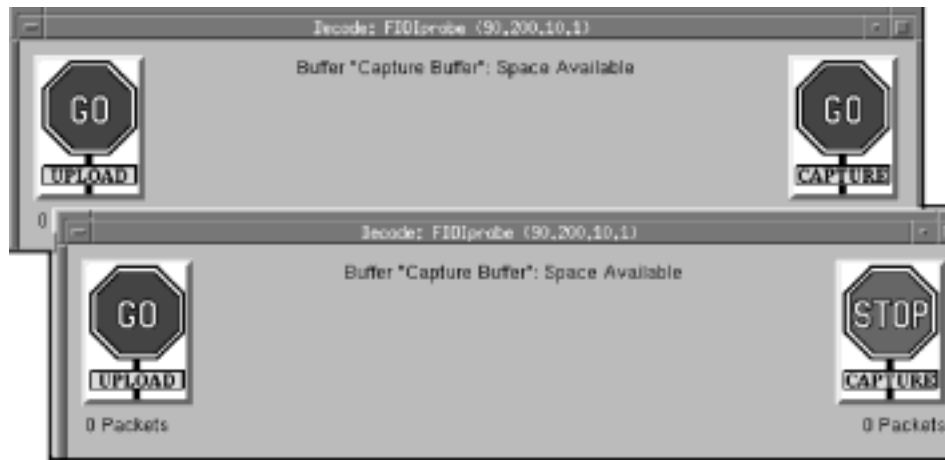 Decode: FDDIprobe (90.200.10.1)
Buffer "Capture Buffer": Space Available
GO
UPLOAD
GO
CAPTURE
0
Decode: FDDIprobe (90.200.10.1)
Buffer "Capture Buffer": Space Available
GO
UPLOAD
STOP
CAPTURE
0 Packets
0 Packets